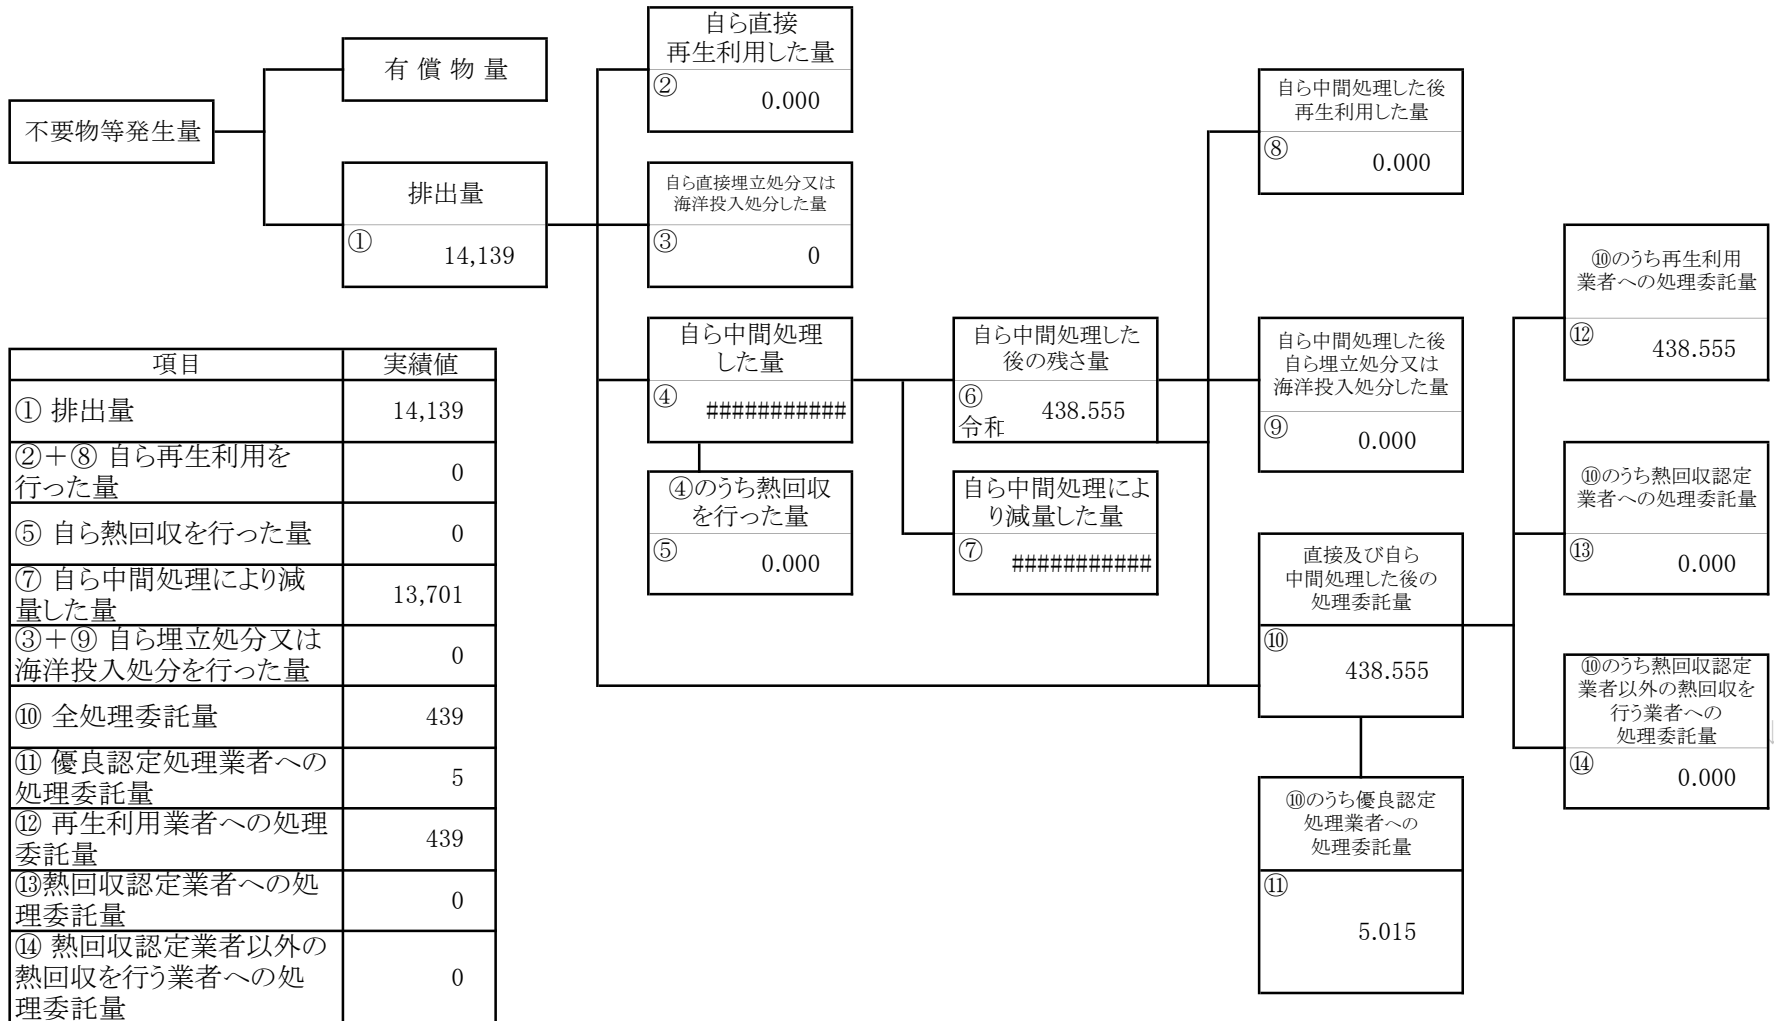 不要物等発生量
有 償 物 量
排出量
① 14,139
自ら直接
再生利用した量
② 0.000
自ら直接埋立処分又は
海洋投入処分した量
③ 0
自ら中間処理
した量
④ ###########
④のうち熱回収
を行った量
⑤ 0.000
自ら中間処理した
後の残さ量
⑥ 438.555
令和
自ら中間処理によ
り減量した量
⑦ ###########
自ら中間処理した後
再生利用した量
⑧ 0.000
自ら中間処理した後
自ら埋立処分又は
海洋投入処分した量
⑨ 0.000
直接及び自ら
中間処理した後の
処理委託量
⑩
438.555
⑩のうち優良認定
処理業者への
処理委託量
⑪
5.015
⑩のうち再生利用
業者への処理委託量
⑫ 438.555
⑩のうち熱回収認定
業者への処理委託量
⑬ 0.000
⑩のうち熱回収認定
業者以外の熱回収を
行う業者への
処理委託量
⑭ 0.000
項目 実績値
① 排出量 14,139
②＋⑧ 自ら再生利用を
行った量 0
⑤ 自ら熱回収を行った量 0
⑦ 自ら中間処理により減
量した量 13,701
③＋⑨ 自ら埋立処分又は
海洋投入処分を行った量 0
⑩ 全処理委託量 439
⑪ 優良認定処理業者への
処理委託量 5
⑫ 再生利用業者への処理
委託量 439
⑬熱回収認定業者への処
理委託量 0
⑭ 熱回収認定業者以外の
熱回収を行う業者への処
理委託量 0